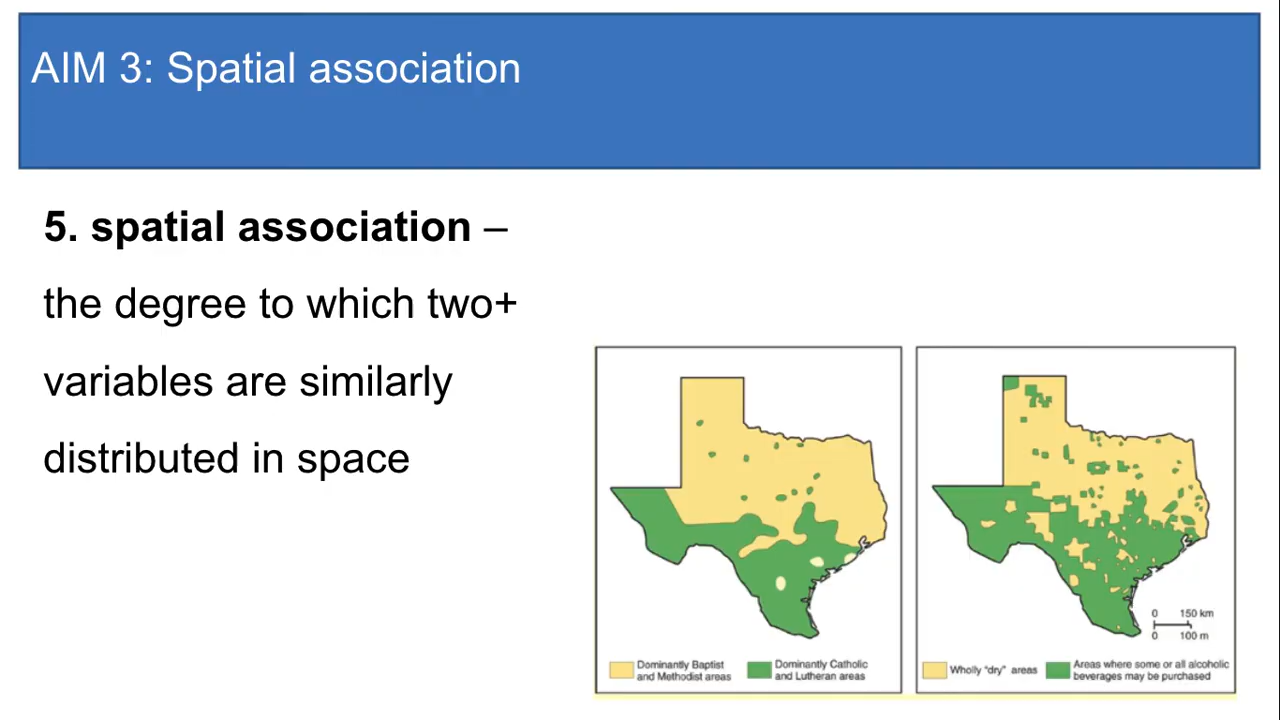 AIM 3: Spatial association
5. spatial association –
the degree to which two+
variables are similarly
distributed in space
Dominantly Baptist
and Methodist areas
Dominantly Catholic
and Lutheran areas
0 150 km
0 100 m
Wholly "dry" areas
Areas where some or all alcoholic
beverages may be purchased